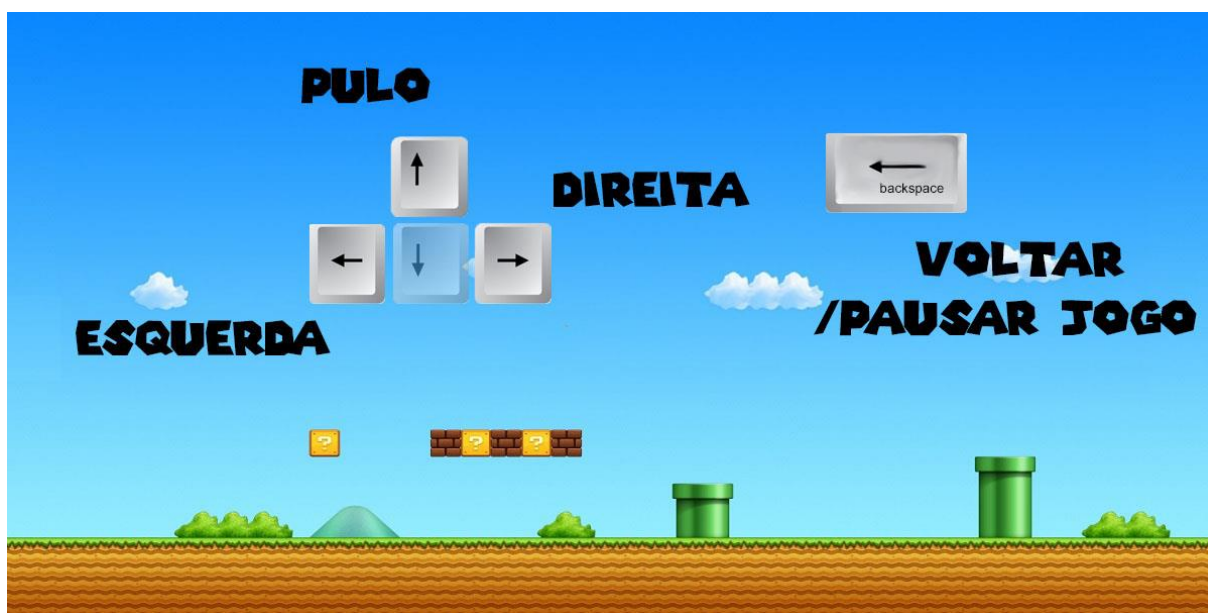 PULO
DIREITA
backspace
VOLTAR
/PAUSAR JOGO
ESQUERDA
? ? ?